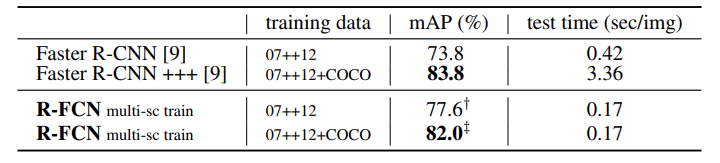 training data | mAP (%) | test time (sec/img)
Faster R-CNN [9] | 07++12 | 73.8 | 0.42
Faster R-CNN +++ [9] | 07++12+COCO | 83.8 | 3.36
R-FCN multi-sc train | 07++12 | 77.6† | 0.17
R-FCN multi-sc train | 07++12+COCO | 82.0‡ | 0.17